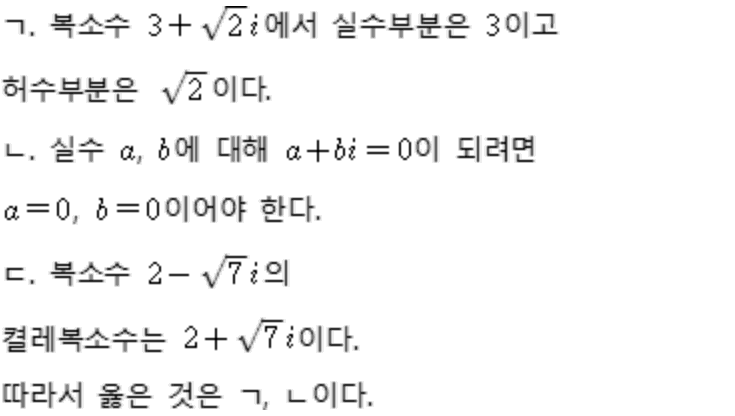 ㄱ. 복소수 3+√2i에서 실수부분은 3이고
허수부분은 √2이다.
ㄴ. 실수 a, b에 대해 a+bi=0이 되려면
a=0, b=0이어야 한다.
ㄷ. 복소수 2-√7i의
켤레복소수는 2+√7i이다.
따라서 옳은 것은 ㄱ, ㄴ이다.